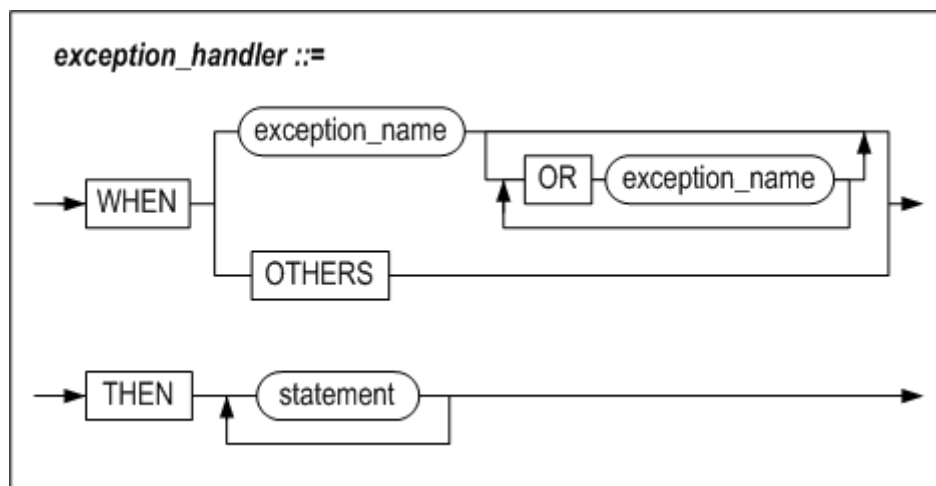 exception_handler ::=
exception_name
OR exception_name
WHEN
OTHERS
THEN statement